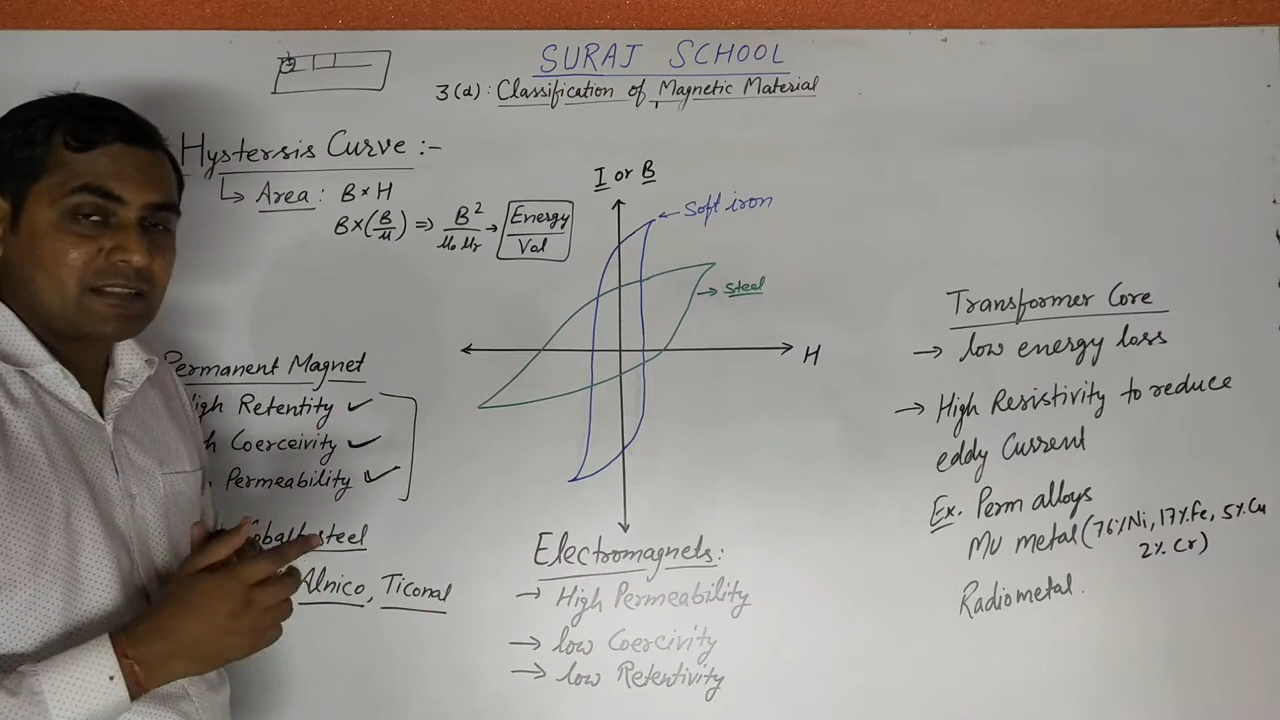 SURAJ SCHOOL
3(d): Classification of Magnetic Material
Hystersis Curve :-
↳ Area : B×H
B×(B/μ) ⇒ B²/μ₀μᵣ → Energy/Vol
I or B
← Soft iron
→ Steel
H
Permanent Magnet
Retentity ✓
Coerceivity ✓
Permeability ✓
Cobalt steel
Alnico, Ticonal
Electromagnets:
→ High Permeability
→ low Coercivity
→ low Retentivity
Transformer Core
→ low energy loss
→ High Resistivity to reduce
eddy Current
Ex. Perm alloys
Mu metal (76%Ni, 17%Fe, 5%Cu
2% Cr)
Radiometal.